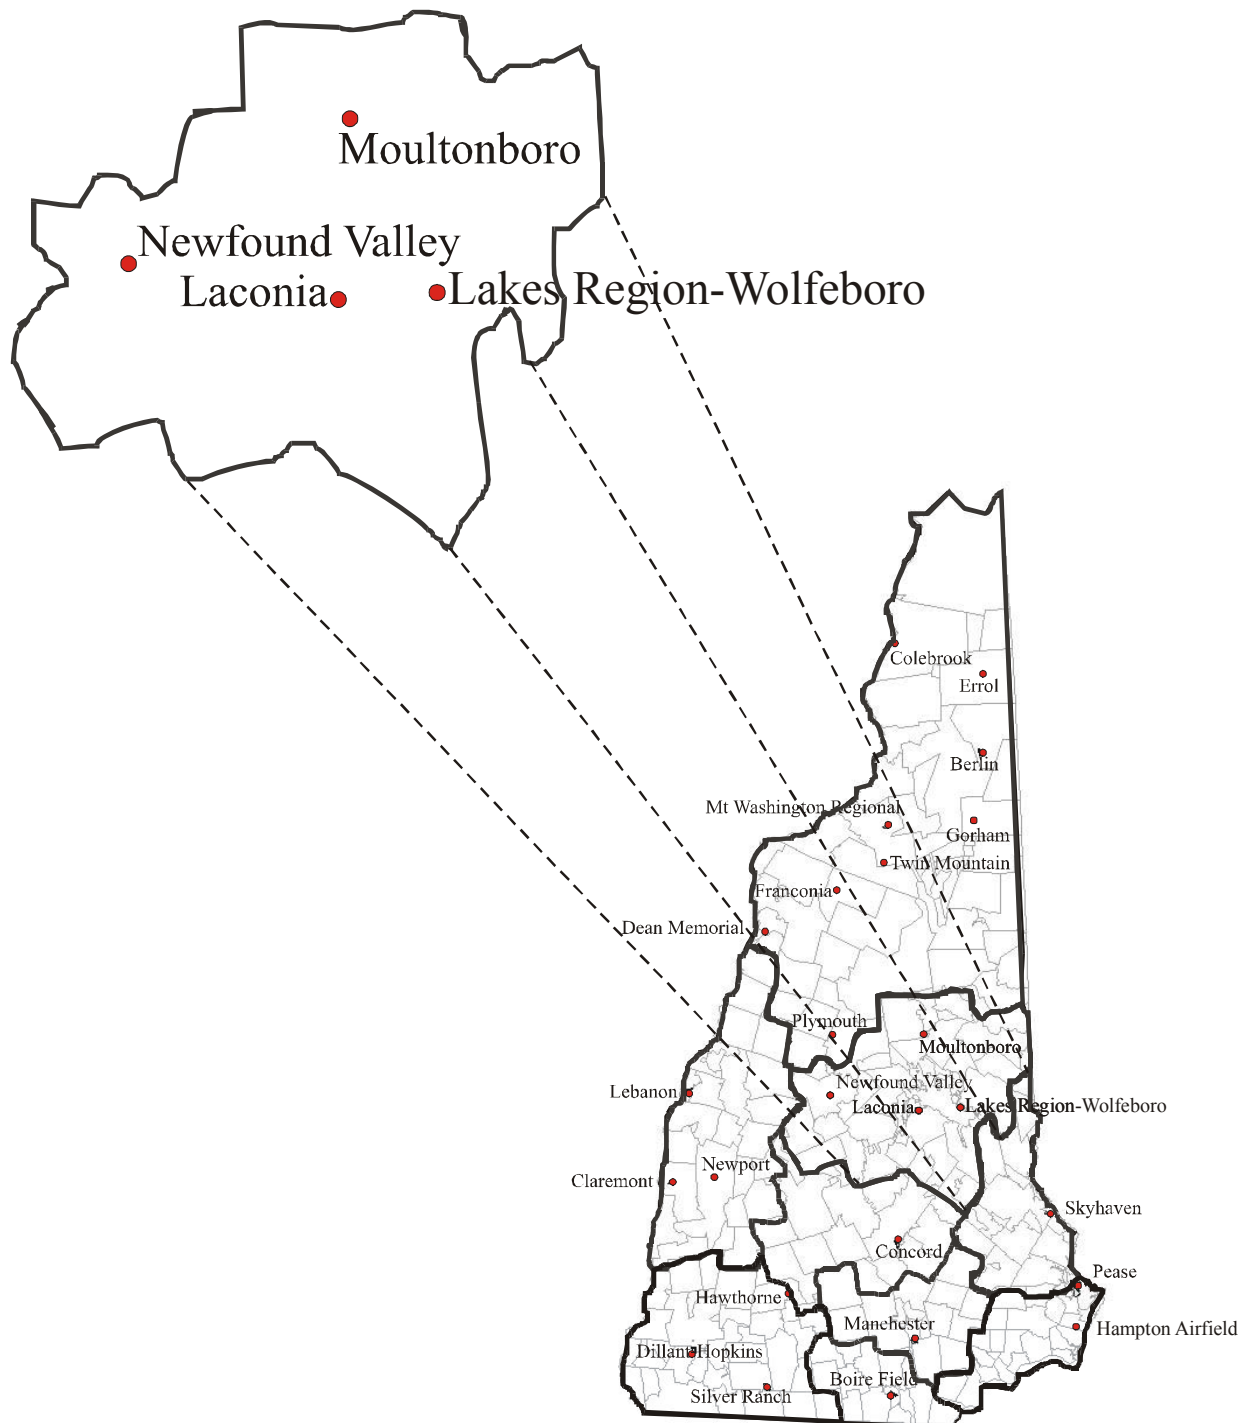 Moultonboro
Newfound Valley
Laconia
Lakes Region-Wolfeboro
Colebrook
Errol
Berlin
Mt Washington Regional
Gorham
Twin Mountain
Franconia
Dean Memorial
Plymouth
Moultonboro
Newfound Valley
Lebanon
Laconia
Lakes Region-Wolfeboro
Newport
Claremont
Skyhaven
Concord
Pease
Hawthorne
Manchester
Hampton Airfield
Dillant Hopkins
Boire Field
Silver Ranch